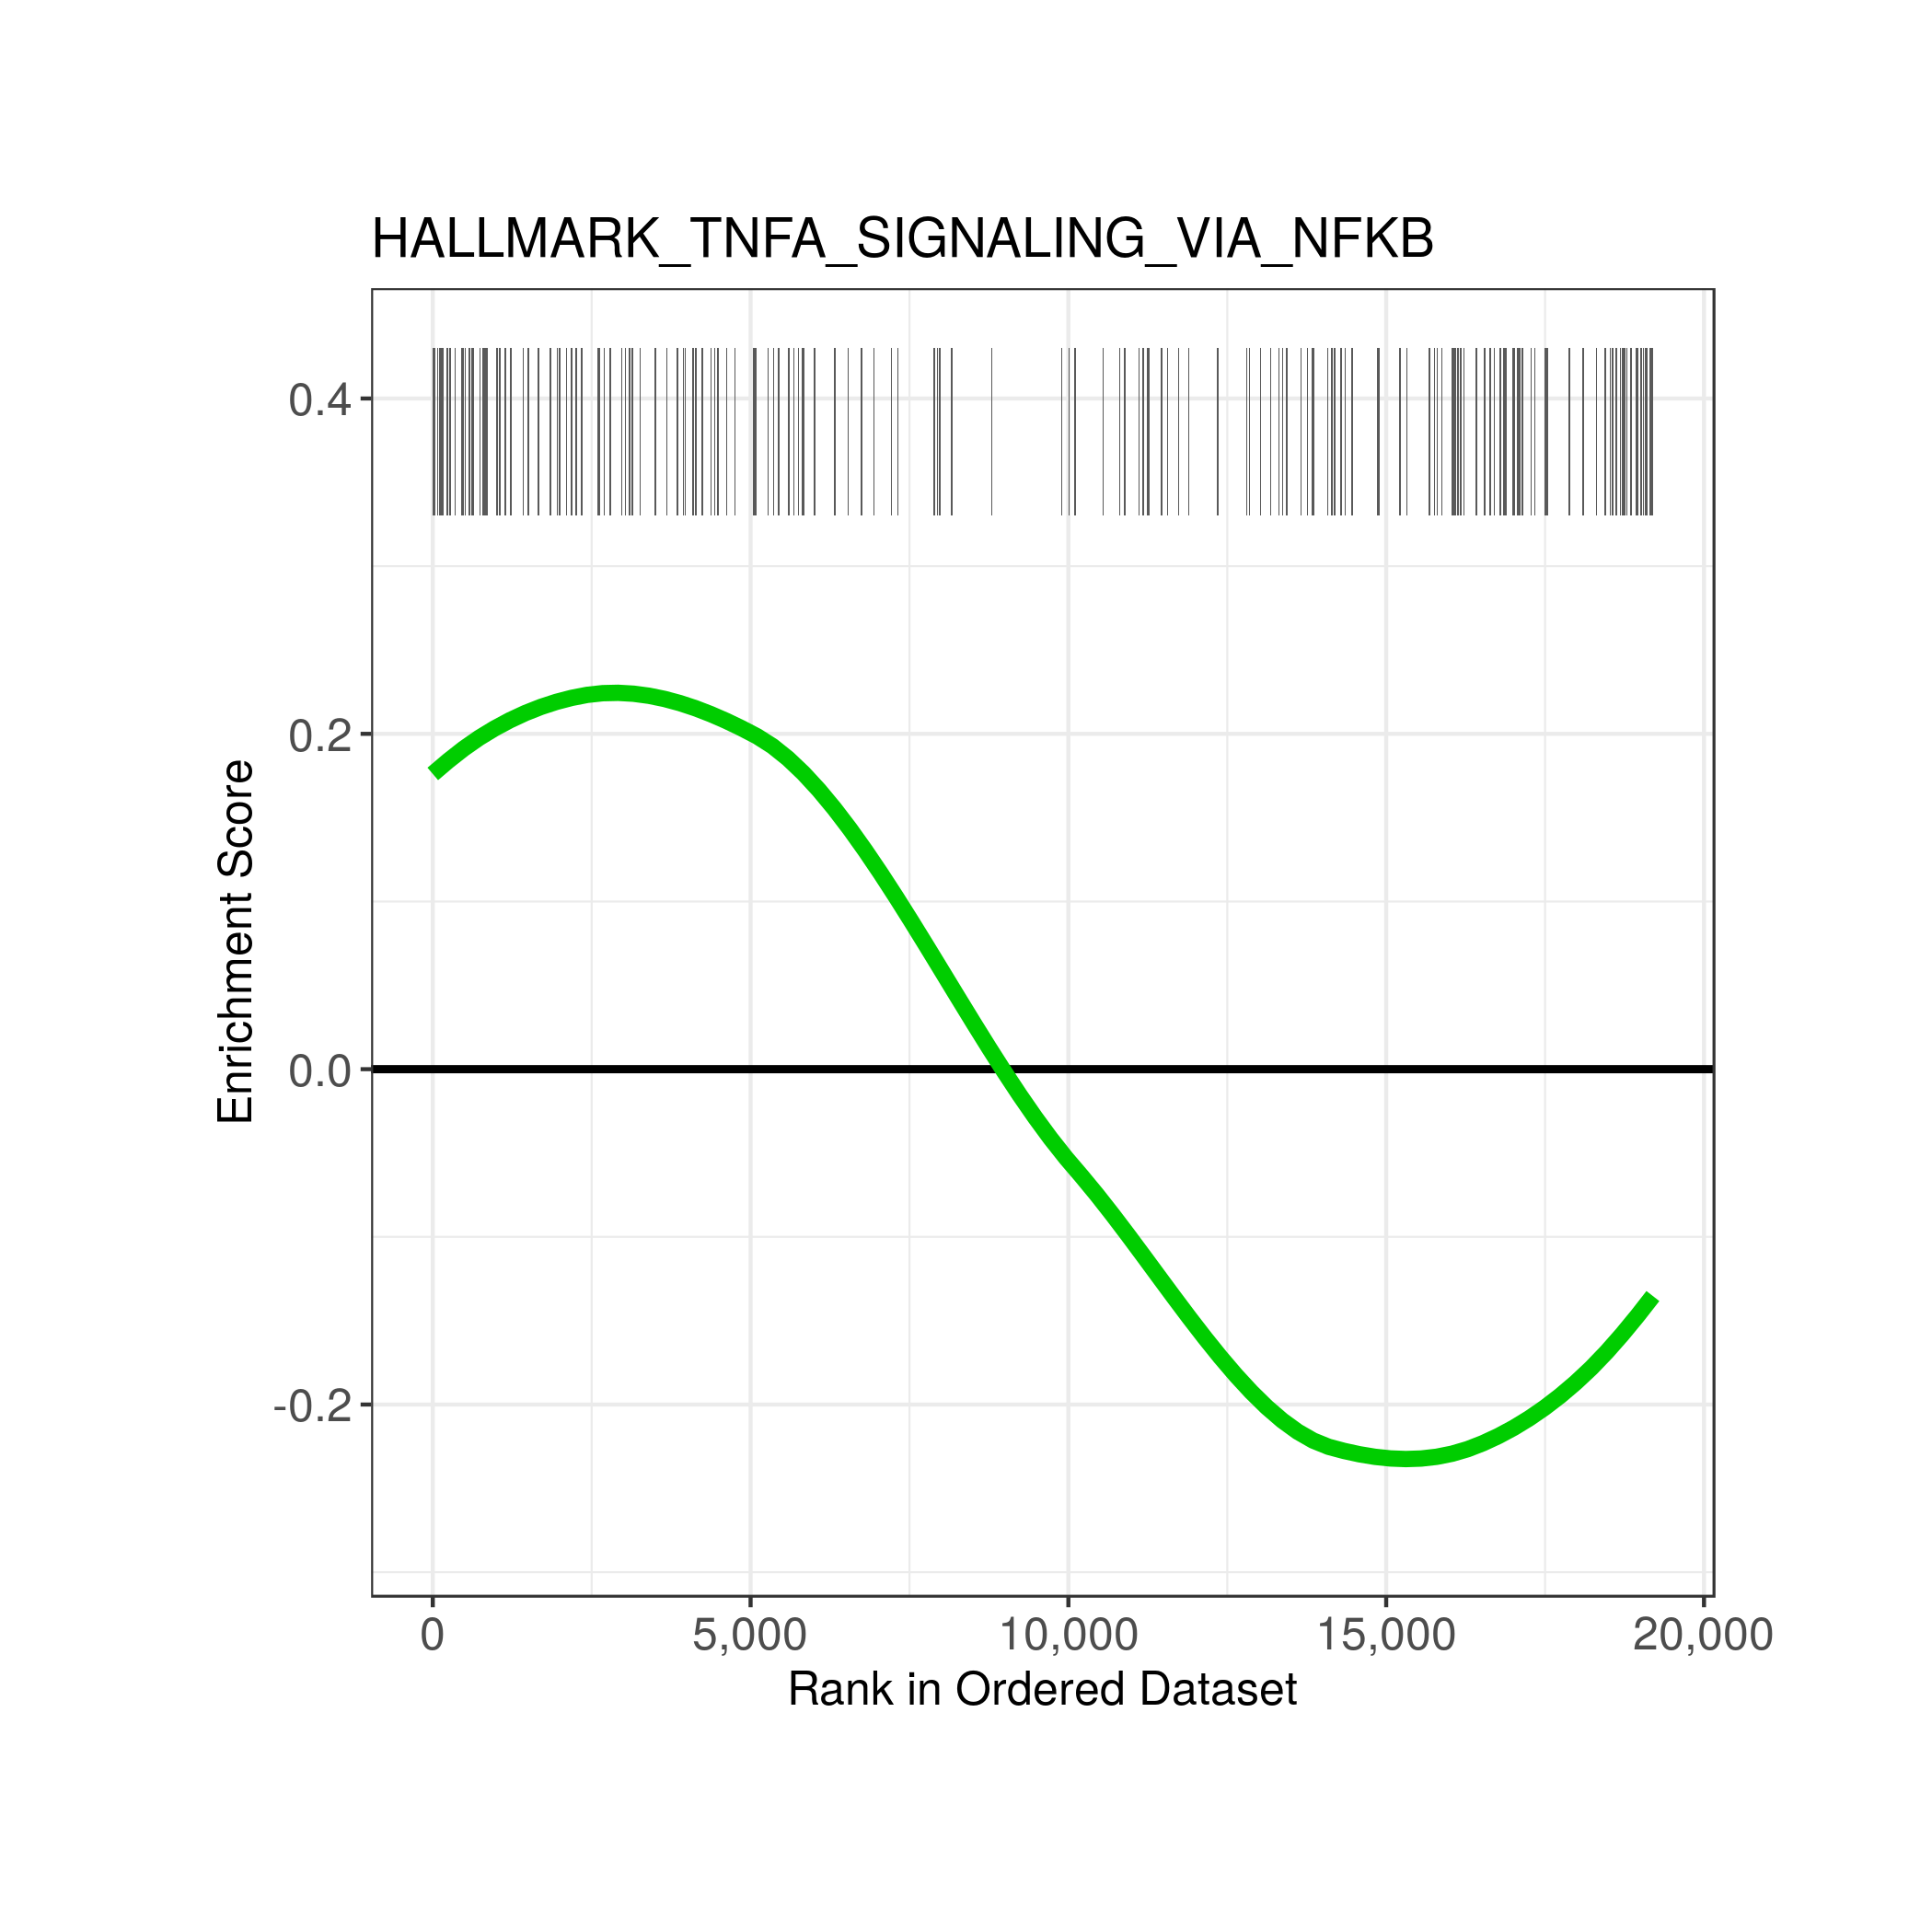 HALLMARK_TNFA_SIGNALING_VIA_NFKB
0.4
0.2
0.0
-0.2
Enrichment Score
0 5,000 10,000 15,000 20,000
Rank in Ordered Dataset